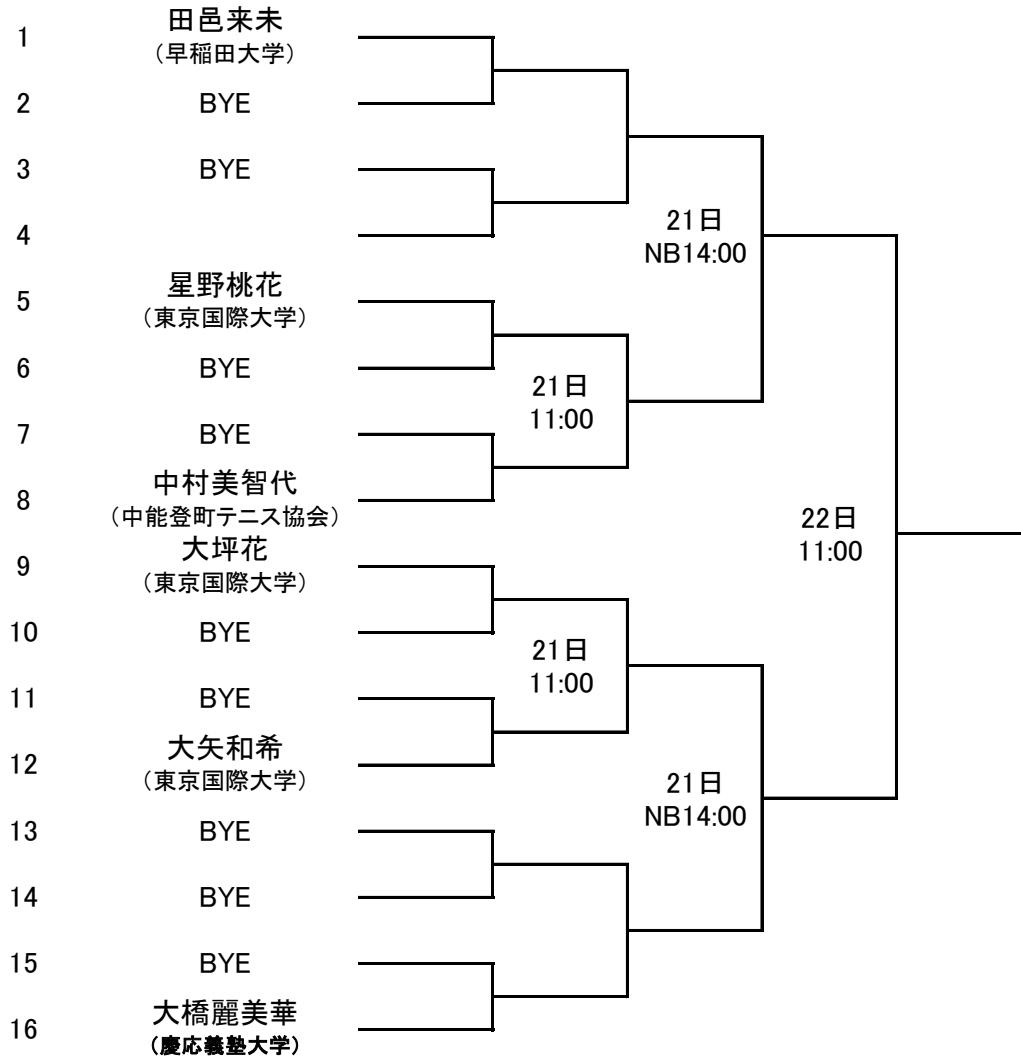 1
田邑来未
（早稲田大学）
2
BYE
3
BYE
4
21日
NB14:00
5
星野桃花
（東京国際大学）
6
BYE
21日
11:00
7
BYE
8
中村美智代
（中能登町テニス協会）
22日
11:00
9
大坪花
（東京国際大学）
10
BYE
21日
11:00
11
BYE
12
大矢和希
（東京国際大学）
21日
NB14:00
13
BYE
14
BYE
15
BYE
16
大橋麗美華
（慶応義塾大学）